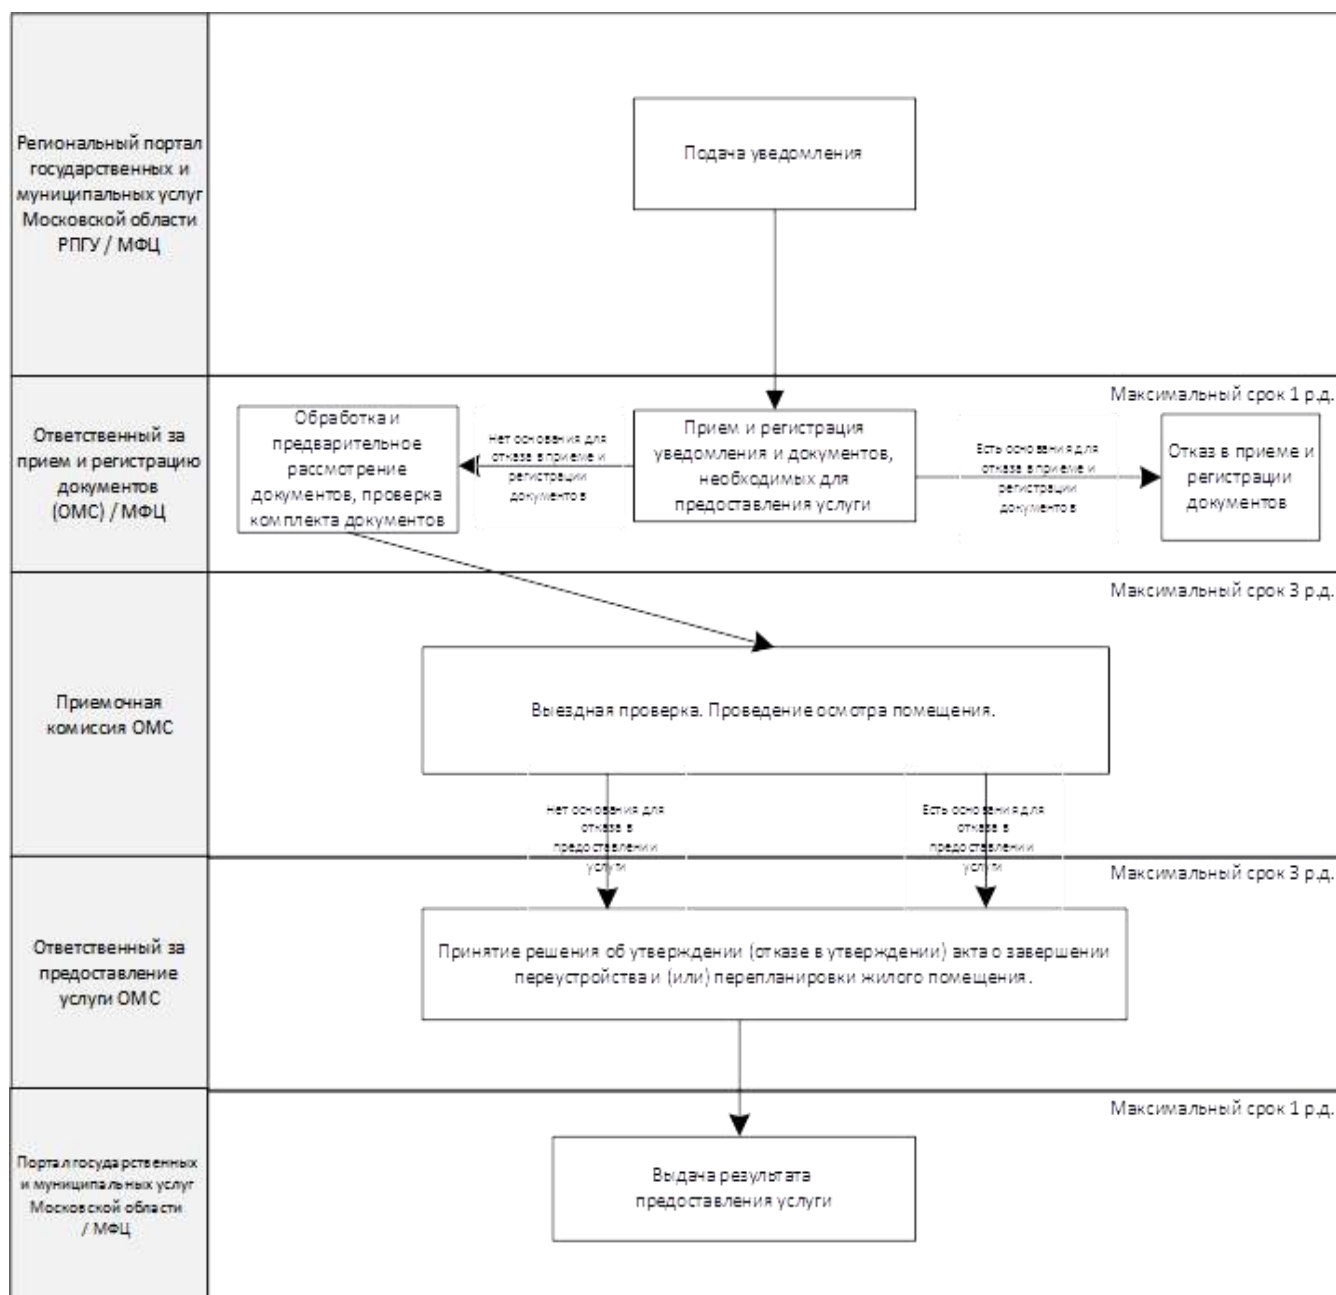 Региональный портал
государственных и
муниципальных услуг
Московской области
РПГУ / МФЦ
Подача уведомления
Ответственный за
прием и регистрацию
документов
(ОМС) / МФЦ
Максимальный срок 1 р.д.
Обработка и
предварительное
рассмотрение
документов, проверка
комплекта документов
Нет основания для
отказа в приеме и
регистрации
документов
Прием и регистрация
уведомления и документов,
необходимых для
предоставления услуги
Есть основания для
отказа в приеме и
регистрации
документов
Отказ в приеме и
регистрации
документов
Приемочная
комиссия ОМС
Максимальный срок 3 р.д.
Выездная проверка. Проведение осмотра помещения.
Нет основания для
отказа в
предоставлении
услуги
Есть основания для
отказа в
предоставлении
услуги
Ответственный за
предоставление
услуги ОМС
Максимальный срок 3 р.д.
Принятие решения об утверждении (отказе в утверждении) акта о завершении
переустройства и (или) перепланировки жилого помещения.
Портал государственных
и муниципальных услуг
Московской области
/ МФЦ
Максимальный срок 1 р.д.
Выдача результата
предоставления услуги